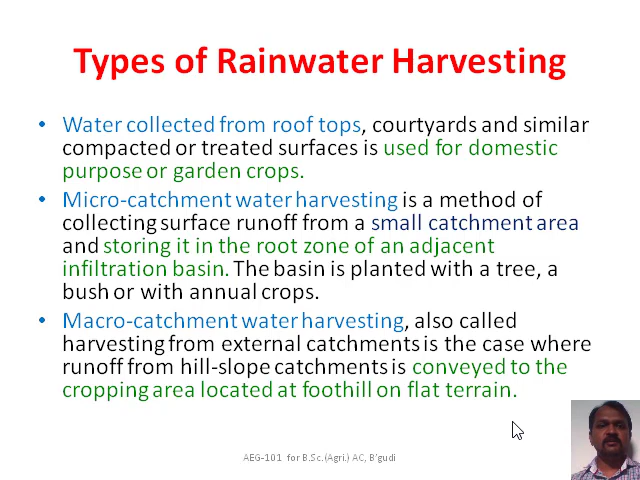 Types of Rainwater Harvesting
• Water collected from roof tops, courtyards and similar
compacted or treated surfaces is used for domestic
purpose or garden crops.
• Micro-catchment water harvesting is a method of
collecting surface runoff from a small catchment area
and storing it in the root zone of an adjacent
infiltration basin. The basin is planted with a tree, a
bush or with annual crops.
• Macro-catchment water harvesting, also called
harvesting from external catchments is the case where
runoff from hill-slope catchments is conveyed to the
cropping area located at foothill on flat terrain.
AEG-101 for B.Sc.(Agri.) AC, B'gudi